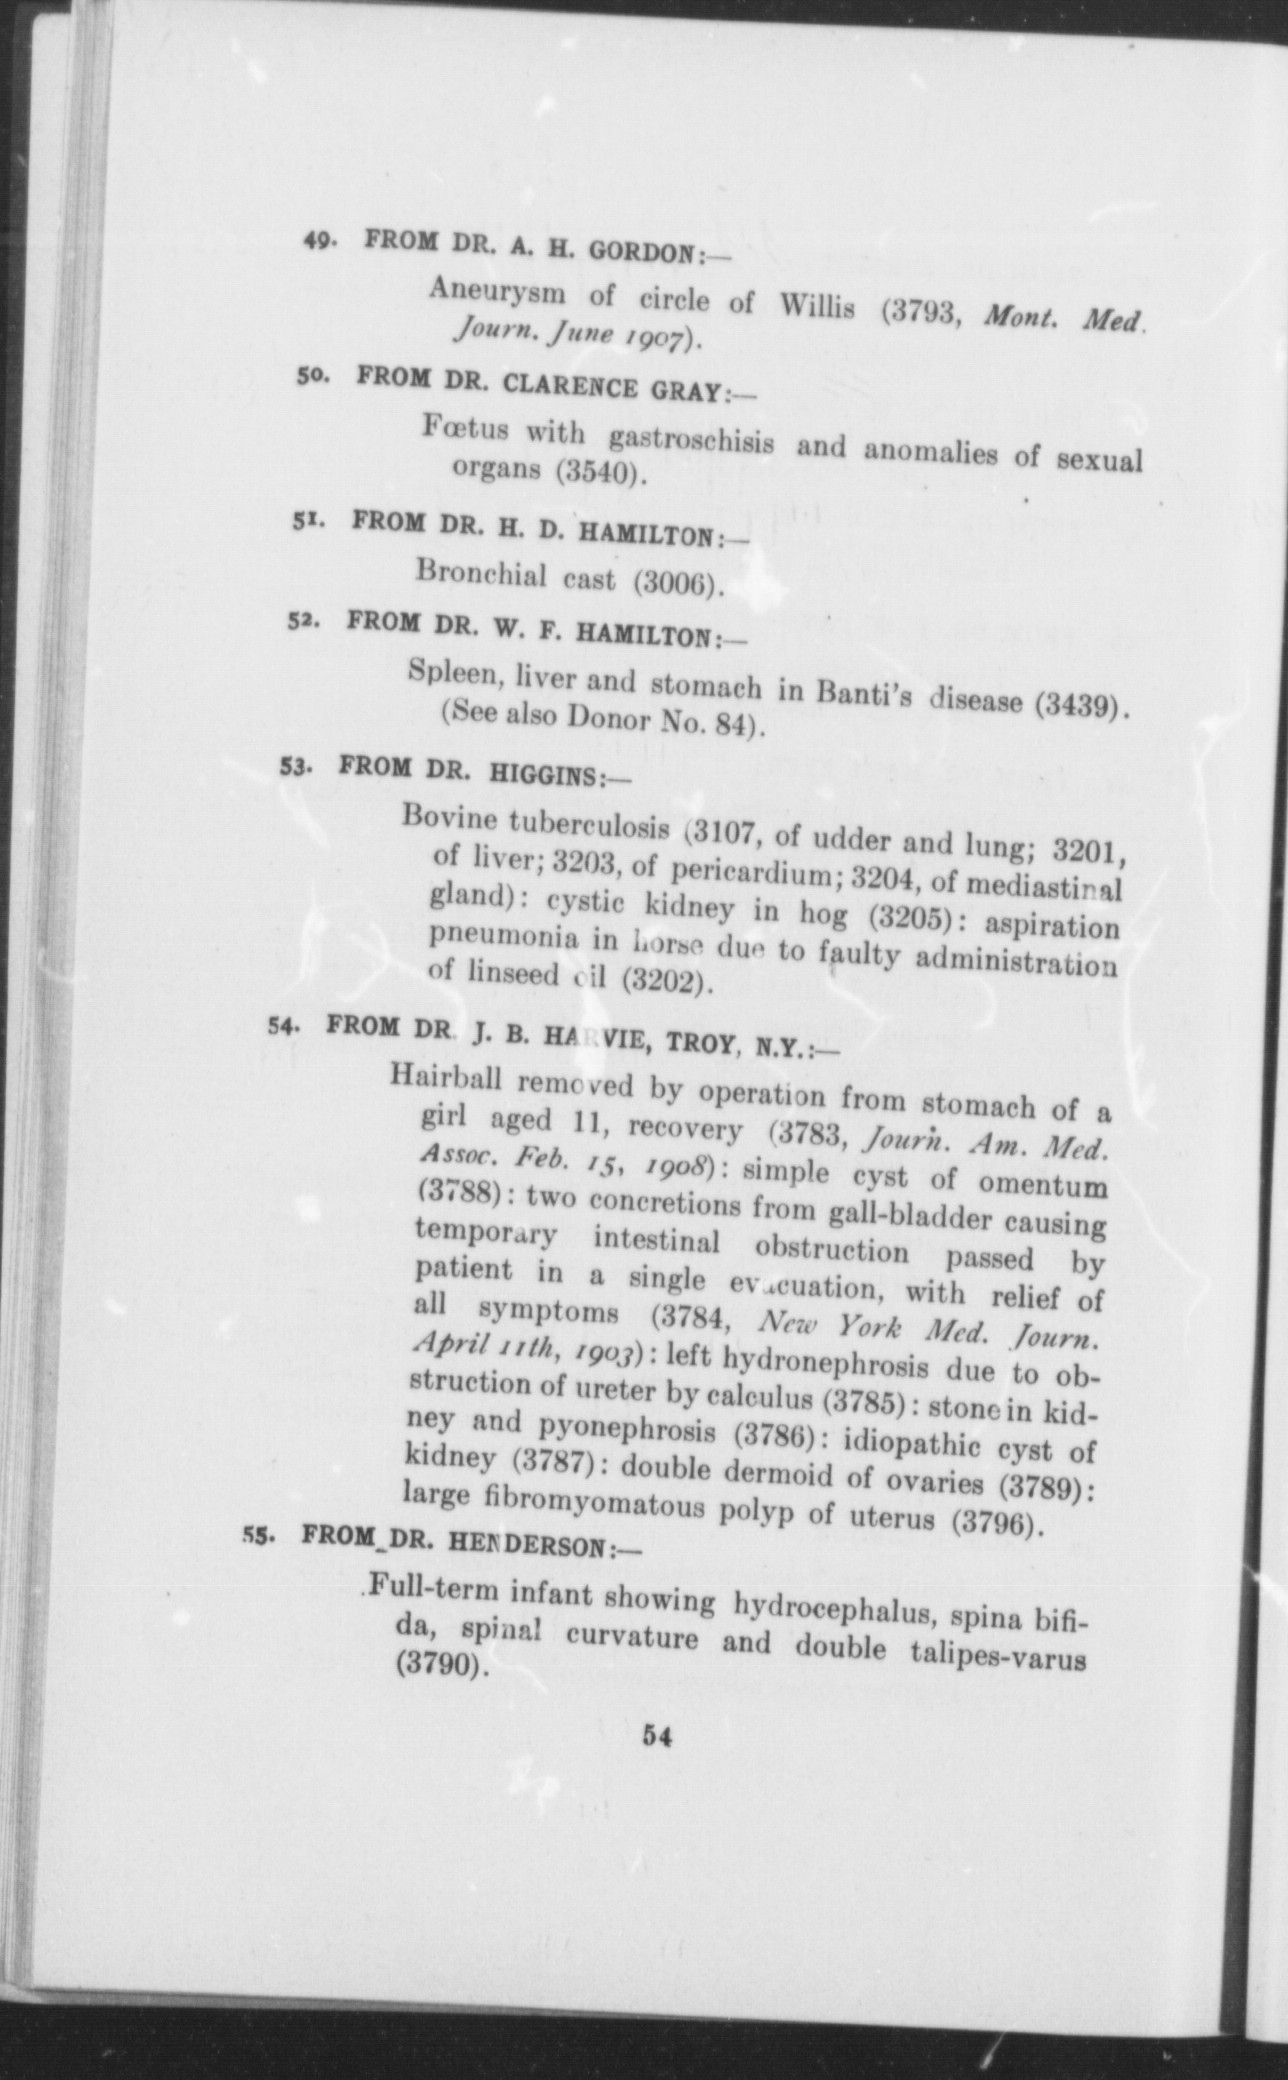 49. FROM DR. A. H. GORDON:—
Aneurysm of circle of Willis (3793, Mont. Med.
Journ. June 1907).
50. FROM DR. CLARENCE GRAY:—
Fœtus with gastroschisis and anomalies of sexual
organs (3540).
51. FROM DR. H. D. HAMILTON:—
Bronchial cast (3006).
52. FROM DR. W. F. HAMILTON:—
Spleen, liver and stomach in Banti's disease (3439).
(See also Donor No. 84).
53. FROM DR. HIGGINS:—
Bovine tuberculosis (3107, of udder and lung; 3201,
of liver; 3203, of pericardium; 3204, of mediastinal
gland): cystic kidney in hog (3205): aspiration
pneumonia in horse due to faulty administration
of linseed oil (3202).
54. FROM DR. J. B. HARVIE, TROY, N.Y.:—
Hairball removed by operation from stomach of a
girl aged 11, recovery (3783, Journ. Am. Med.
Assoc. Feb. 15, 1908): simple cyst of omentum
(3788): two concretions from gall-bladder causing
temporary intestinal obstruction passed by
patient in a single evacuation, with relief of
all symptoms (3784, New York Med. Journ.
April 11th, 1903): left hydronephrosis due to ob-
struction of ureter by calculus (3785): stone in kid-
ney and pyonephrosis (3786): idiopathic cyst of
kidney (3787): double dermoid of ovaries (3789):
large fibromyomatous polyp of uterus (3796).
55. FROM DR. HENDERSON:—
Full-term infant showing hydrocephalus, spina bifi-
da, spinal curvature and double talipes-varus
(3790).
54